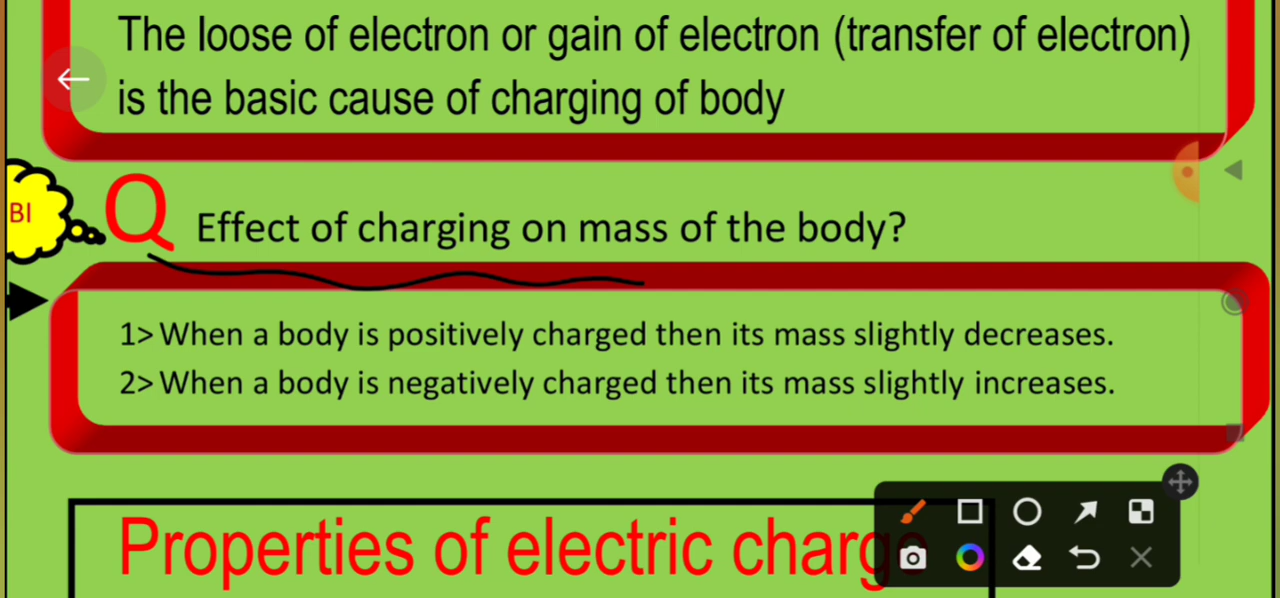 The loose of electron or gain of electron (transfer of electron)
is the basic cause of charging of body
BI
Q Effect of charging on mass of the body?
1> When a body is positively charged then its mass slightly decreases.
2> When a body is negatively charged then its mass slightly increases.
Properties of electric charge